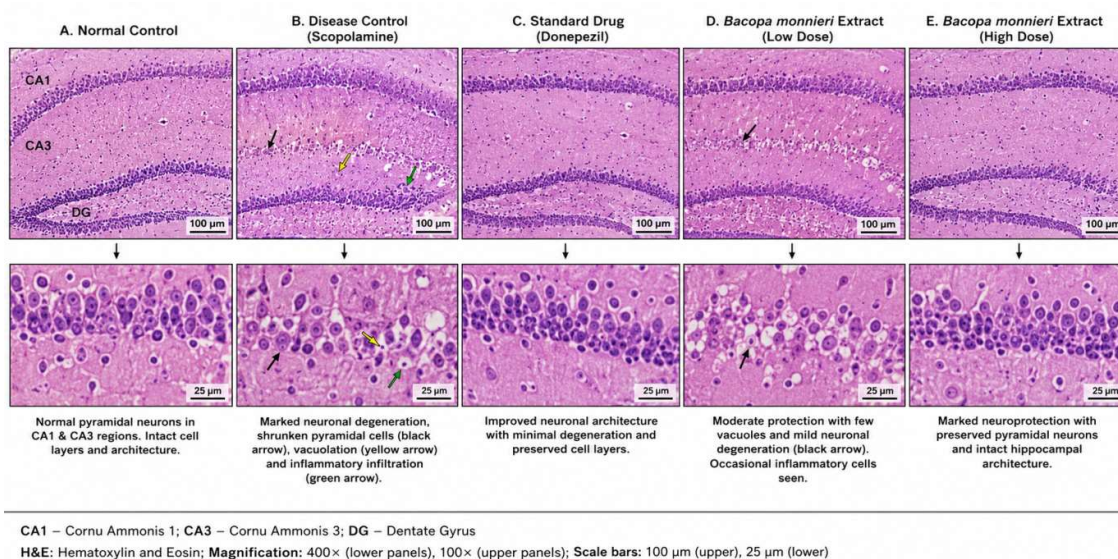 A. Normal Control
B. Disease Control
(Scopolamine)
C. Standard Drug
(Donepezil)
D. Bacopa monnieri Extract
(Low Dose)
E. Bacopa monnieri Extract
(High Dose)
CA1
CA3
DG
100 µm
100 µm
100 µm
100 µm
100 µm
25 µm
25 µm
25 µm
25 µm
25 µm
Normal pyramidal neurons in
CA1 & CA3 regions. Intact cell
layers and architecture.
Marked neuronal degeneration,
shrunken pyramidal cells (black
arrow), vacuolation (yellow arrow)
and inflammatory infiltration
(green arrow).
Improved neuronal architecture
with minimal degeneration and
preserved cell layers.
Moderate protection with few
vacuoles and mild neuronal
degeneration (black arrow).
Occasional inflammatory cells
seen.
Marked neuroprotection with
preserved pyramidal neurons
and intact hippocampal
architecture.
CA1 – Cornu Ammonis 1; CA3 – Cornu Ammonis 3; DG – Dentate Gyrus
H&E: Hematoxylin and Eosin; Magnification: 400× (lower panels), 100× (upper panels); Scale bars: 100 µm (upper), 25 µm (lower)